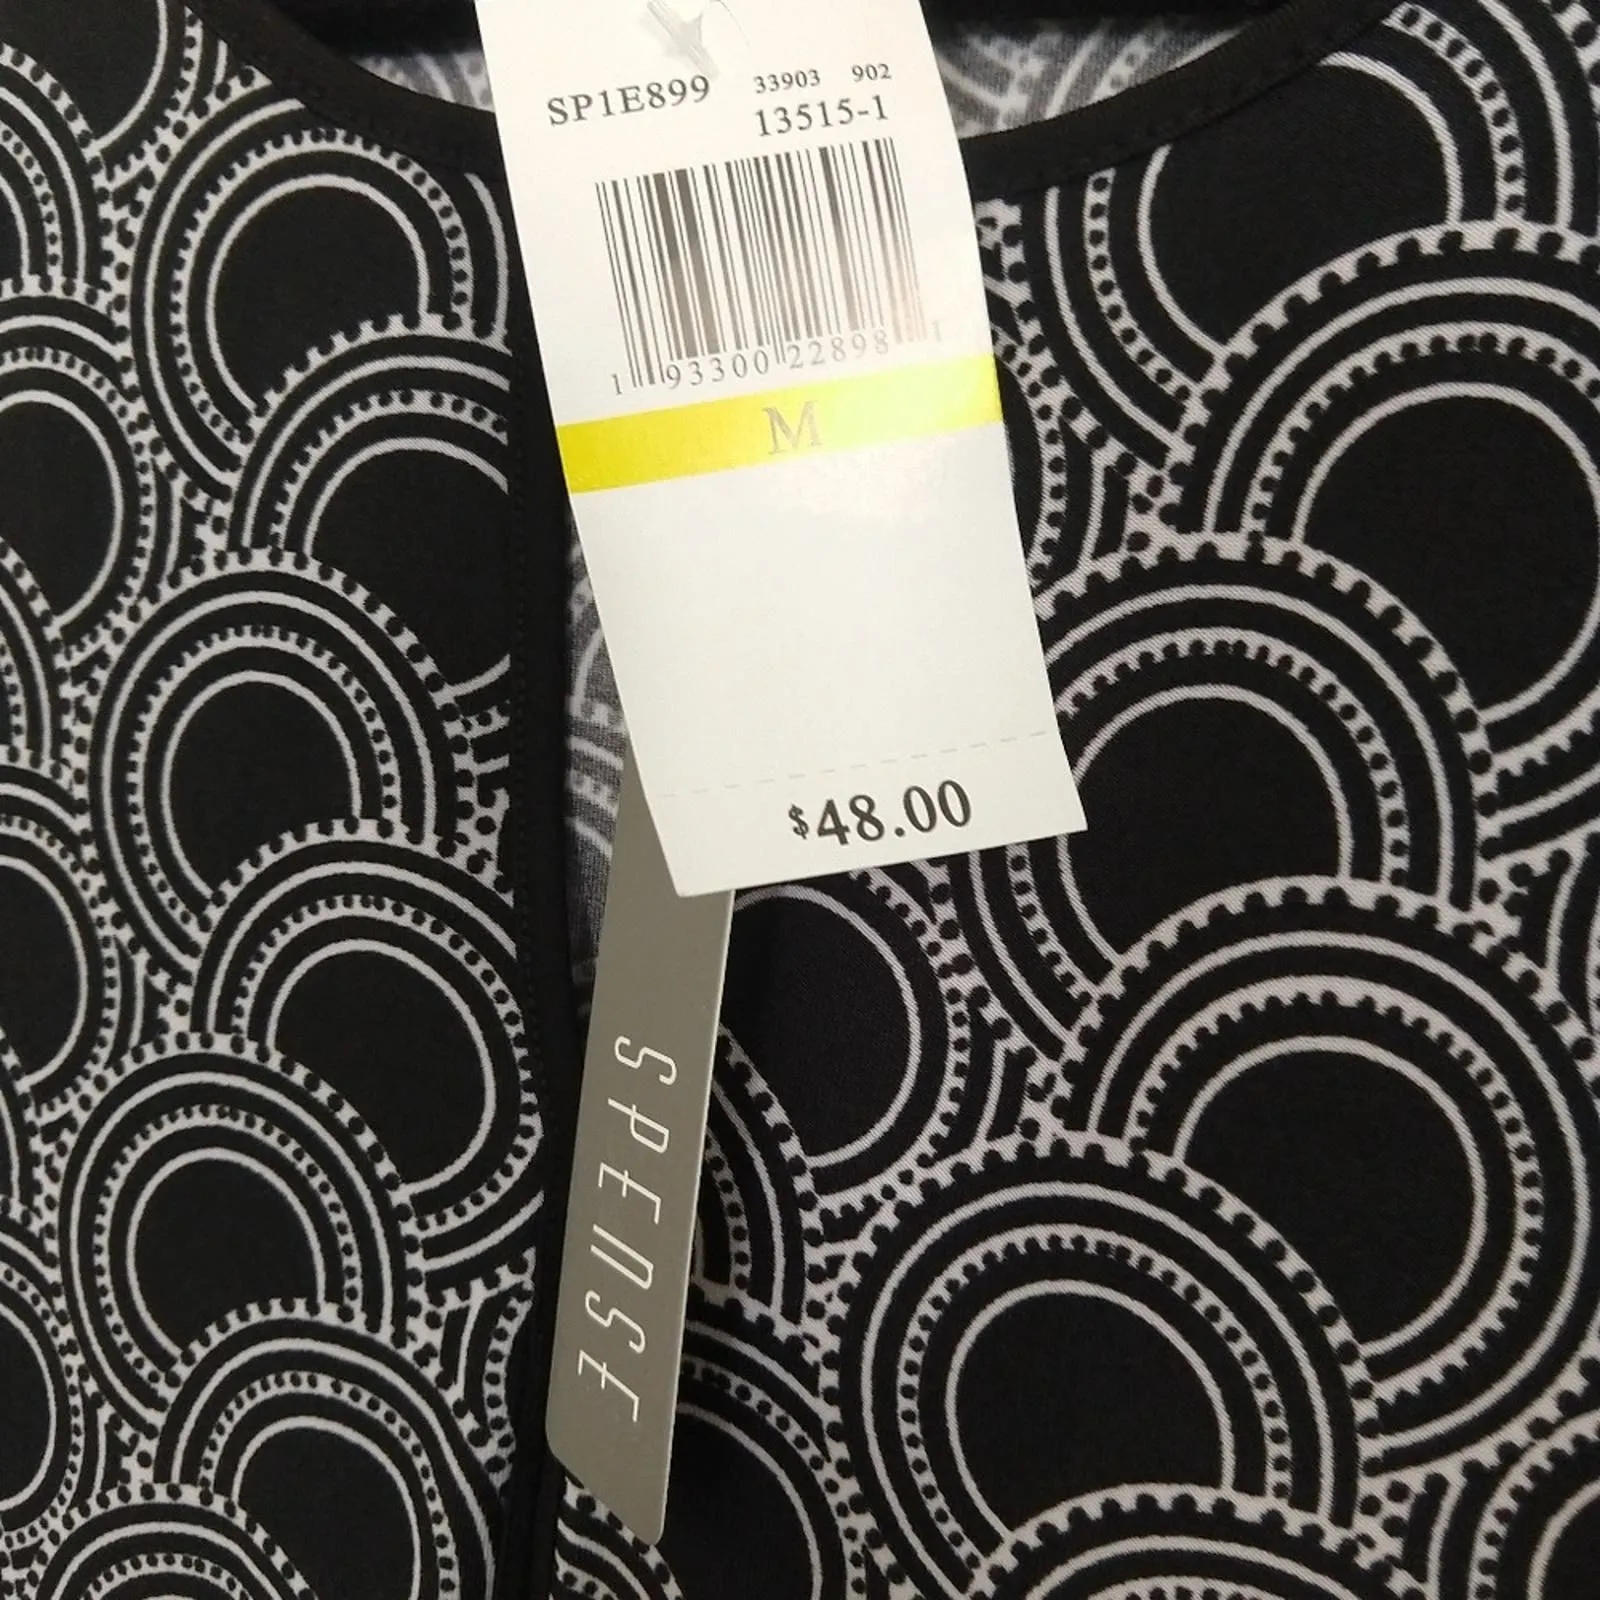 SP1E899 33903 902
13515-1
1 93300 22898 1
M
$48.00
SPENSE